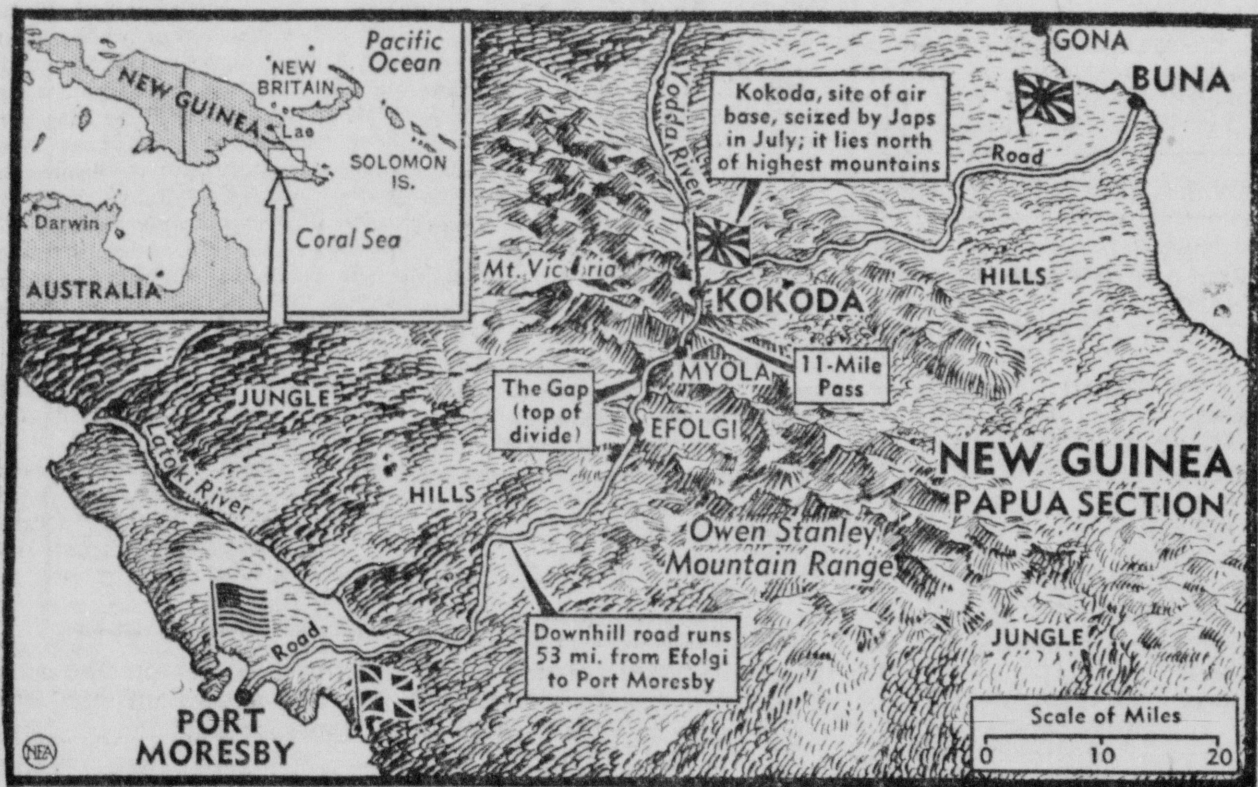 Pacific
Ocean
NEW
BRITAIN
NEW GUINEA
Lae
SOLOMON
IS.
Darwin
Coral Sea
AUSTRALIA
Yodda River
Kokoda, site of air
base, seized by Japs
in July; it lies north
of highest mountains
GONA
BUNA
Road
Mt. Victoria
KOKODA
HILLS
MYOLA
11-Mile
Pass
The Gap
(top of
divide)
EFOLGI
JUNGLE
Latoki River
HILLS
NEW GUINEA
PAPUA SECTION
Owen Stanley
Mountain Range
Downhill road runs
53 mi. from Efolgi
to Port Moresby
JUNGLE
Road
PORT
MORESBY
NEA
Scale of Miles
0 10 20